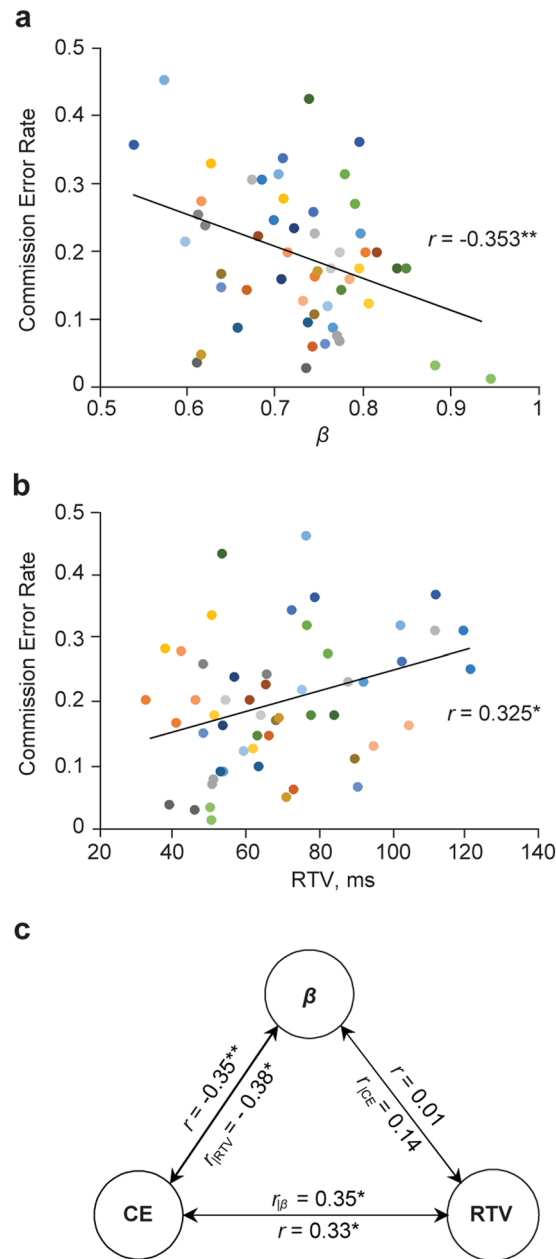 a
0.5
0.4
0.3
0.2
0.1
0
Commission Error Rate
r = -0.353**
0.5
0.6
0.7
0.8
0.9
1
β
b
0.5
0.4
0.3
0.2
0.1
0
Commission Error Rate
r = 0.325*
20
40
60
80
100
120
140
RTV, ms
c
β
r = -0.35**
r|RTV = - 0.38*
r = 0.01
r|CE = 0.14
CE
r|β = 0.35*
r = 0.33*
RTV